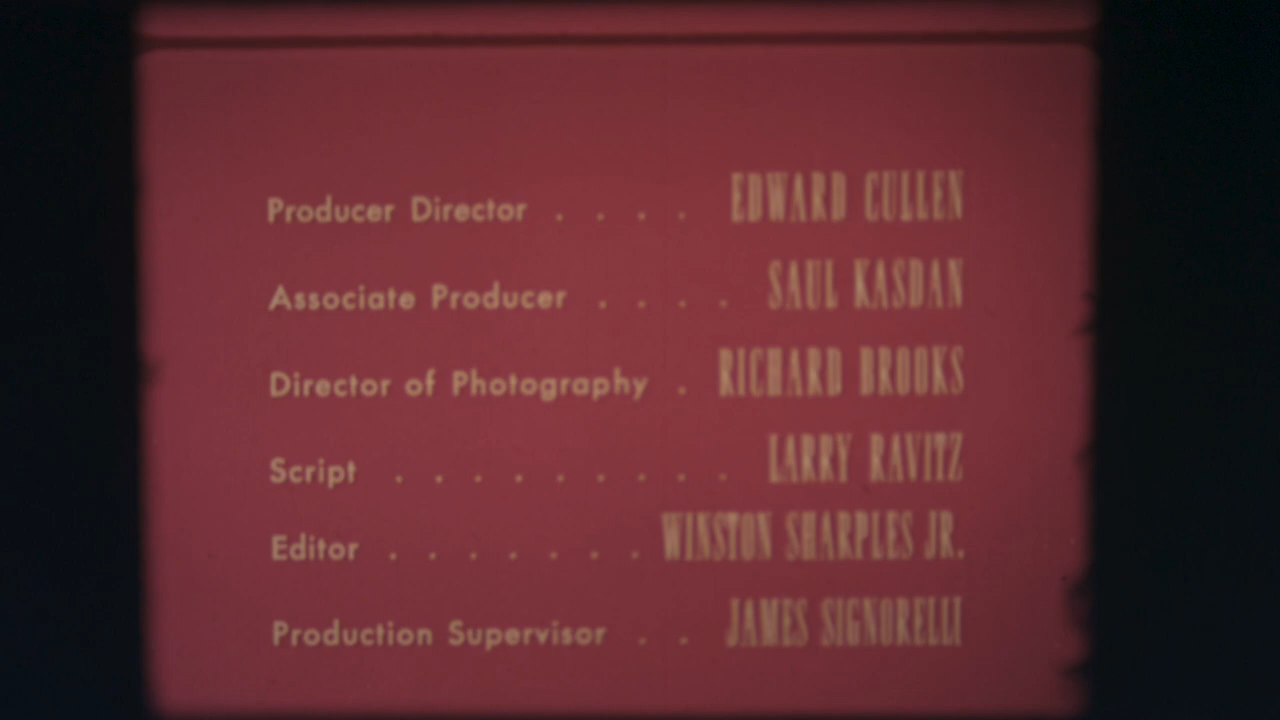 Producer Director . . . . EDWARD CULLEN
Associate Producer . . . . SAUL KASDAN
Director of Photography . RICHARD BROOKS
Script . . . . . . . . . LARRY RAVITZ
Editor . . . . . . . WINSTON SHARPLES JR.
Production Supervisor . . JAMES SIGNORELLI